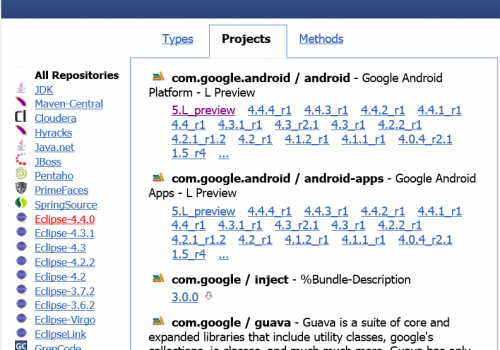 Types Projects Methods
All Repositories
JDK
Maven-Central
Cloudera
Hyracks
Java.net
JBoss
Pentaho
PrimeFaces
SpringSource
Eclipse-4.4.0
Eclipse-4.3.1
Eclipse-4.3
Eclipse-4.2.2
Eclipse-4.2
Eclipse-3.7.2
Eclipse-3.6.2
Eclipse-Virgo
EclipseLink
GC GrepCode
com.google.android / android - Google Android
Platform - L Preview
5.L_preview 4.4.4_r1 4.4.3_r1 4.4.2_r1 4.4.1_r1
4.4_r1 4.3.1_r1 4.3_r2.1 4.3_r1 4.2.2_r1
4.2.1_r1.2 4.2_r1 4.1.2_r1 4.1.1_r1 4.0.4_r2.1
1.5_r4 ...
com.google.android / android-apps - Google Android
Apps - L Preview
5.L_preview 4.4.4_r1 4.4.3_r1 4.4.2_r1 4.4.1_r1
4.4_r1 4.3.1_r1 4.3_r2.1 4.3_r1 4.2.2_r1
4.2.1_r1.2 4.2_r1 4.1.2_r1 4.1.1_r1 4.0.4_r2.1
1.5_r4 ...
com.google / inject - %Bundle-Description
3.0.0
com.google / guava - Guava is a suite of core and
expanded libraries that include utility classes, google's
collections, io classes, and much much more. Guava has only